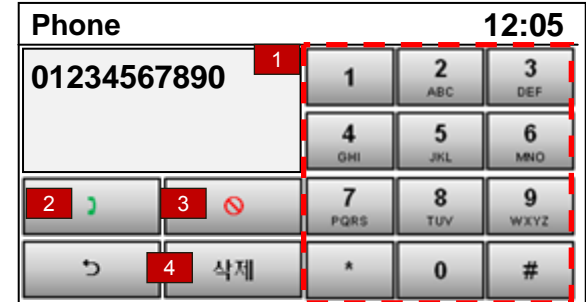 Phone 12:05
01234567890
1
1 2 3
ABC DEF
4 5 6
GHI JKL MNO
2 3
7 8 9
PQRS TUV WXYZ
4 삭제
* 0 #